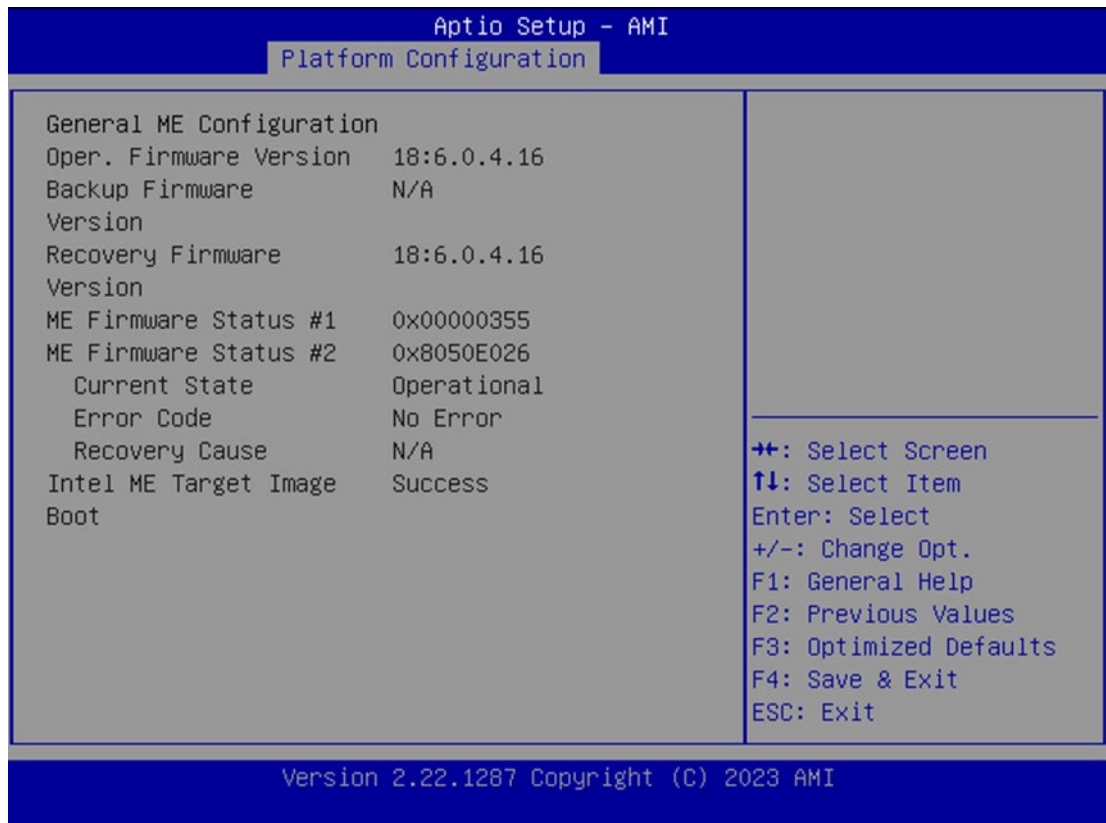 Aptio Setup – AMI
Platform Configuration
General ME Configuration
Oper. Firmware Version 18:6.0.4.16
Backup Firmware N/A
Version
Recovery Firmware 18:6.0.4.16
Version
ME Firmware Status #1 0x00000355
ME Firmware Status #2 0x8050E026
Current State Operational
Error Code No Error
Recovery Cause N/A
Intel ME Target Image Success
Boot
→←: Select Screen
↑↓: Select Item
Enter: Select
+/-: Change Opt.
F1: General Help
F2: Previous Values
F3: Optimized Defaults
F4: Save & Exit
ESC: Exit
Version 2.22.1287 Copyright (C) 2023 AMI